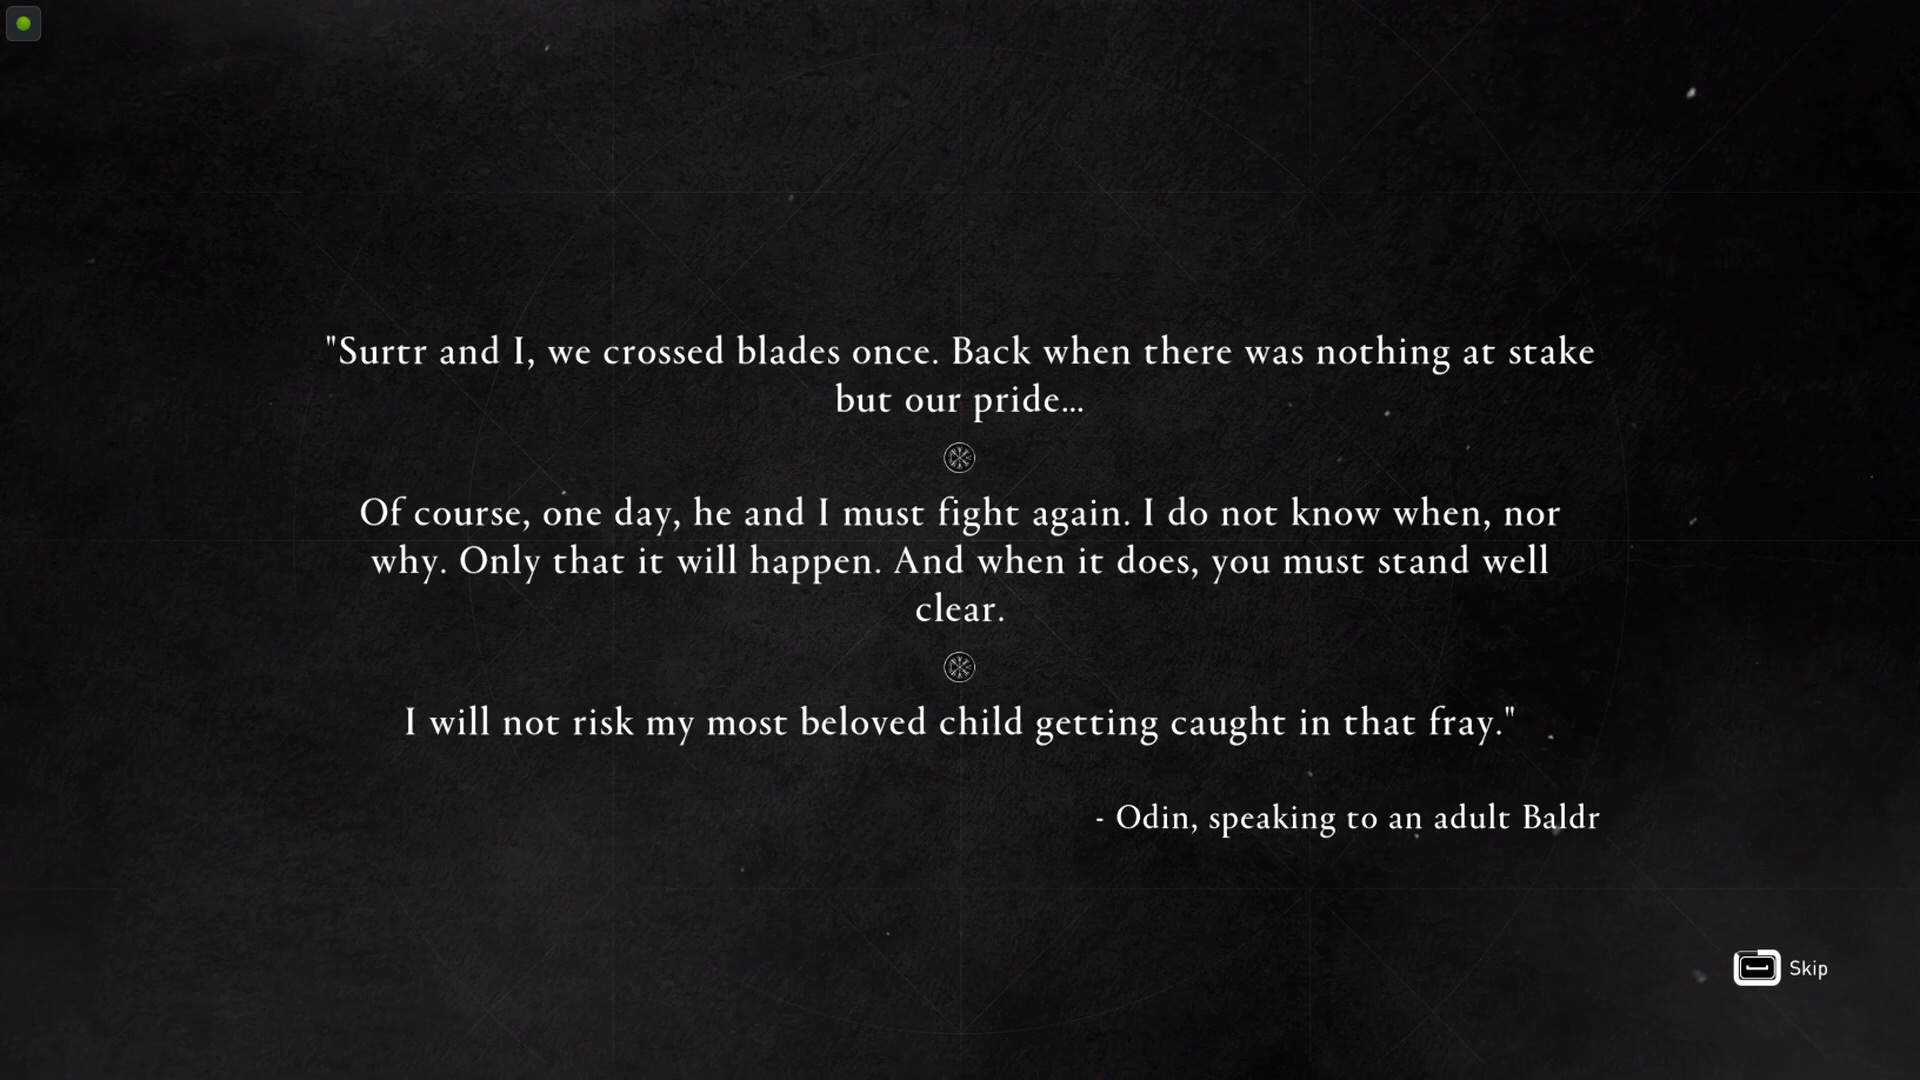 "Surtr and I, we crossed blades once. Back when there was nothing at stake
but our pride...
Of course, one day, he and I must fight again. I do not know when, nor
why. Only that it will happen. And when it does, you must stand well
clear.
I will not risk my most beloved child getting caught in that fray."
- Odin, speaking to an adult Baldr
Skip